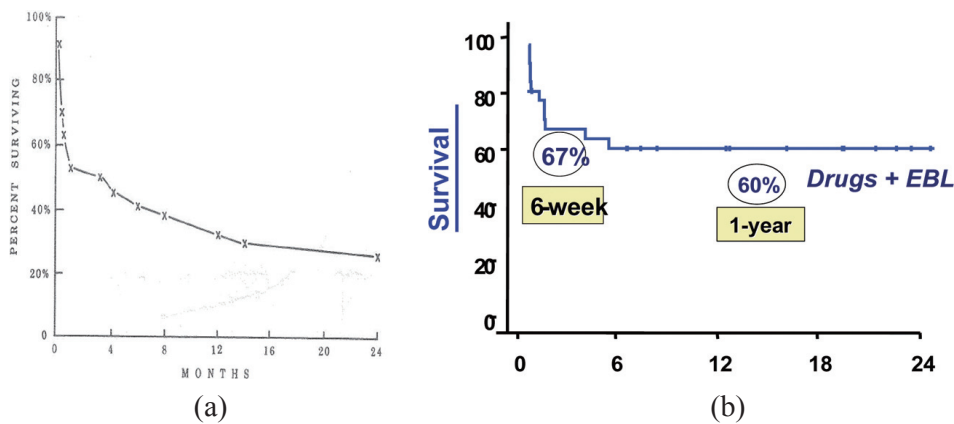 100%
80%
60%
40%
20%
0
PERCENT SURVIVING
0 4 8 12 16 20 24
MONTHS
(a)
100
80
60
40
20
0
Survival
67%
6-week
60%
1-year
Drugs + EBL
0 6 12 18 24
(b)